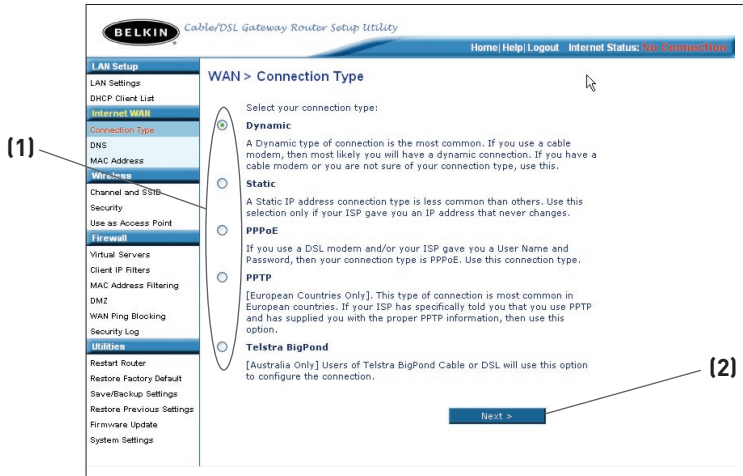 BELKIN Cable/DSL Gateway Router Setup Utility
Home| Help| Logout Internet Status: No Connection
LAN Setup
LAN Settings
DHCP Client List
Internet WAN
Connection Type
DNS
MAC Address
Wireless
Channel and SSID
Security
Use as Access Point
Firewall
Virtual Servers
Client IP Filters
MAC Address Filtering
DMZ
WAN Ping Blocking
Security Log
Utilities
Restart Router
Restore Factory Default
Save/Backup Settings
Restore Previous Settings
Firmware Update
System Settings
(1)
WAN > Connection Type
Select your connection type:
Dynamic
A Dynamic type of connection is the most common. If you use a cable
modem, then most likely you will have a dynamic connection. If you have a
cable modem or you are not sure of your connection type, use this.
Static
A Static IP address connection type is less common than others. Use this
selection only if your ISP gave you an IP address that never changes.
PPPoE
If you use a DSL modem and/or your ISP gave you a User Name and
Password, then your connection type is PPPoE. Use this connection type.
PPTP
[European Countries Only]. This type of connection is most common in
European countries. If your ISP has specifically told you that you use PPTP
and has supplied you with the proper PPTP information, then use this
option.
Telstra BigPond
[Australia Only] Users of Telstra BigPond Cable or DSL will use this option
to configure the connection.
Next >
(2)